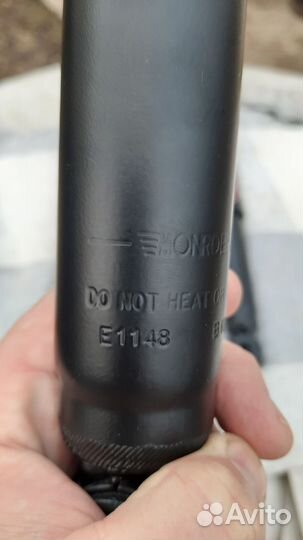 MONROE
DO NOT HEAT OR
E1148
Avito